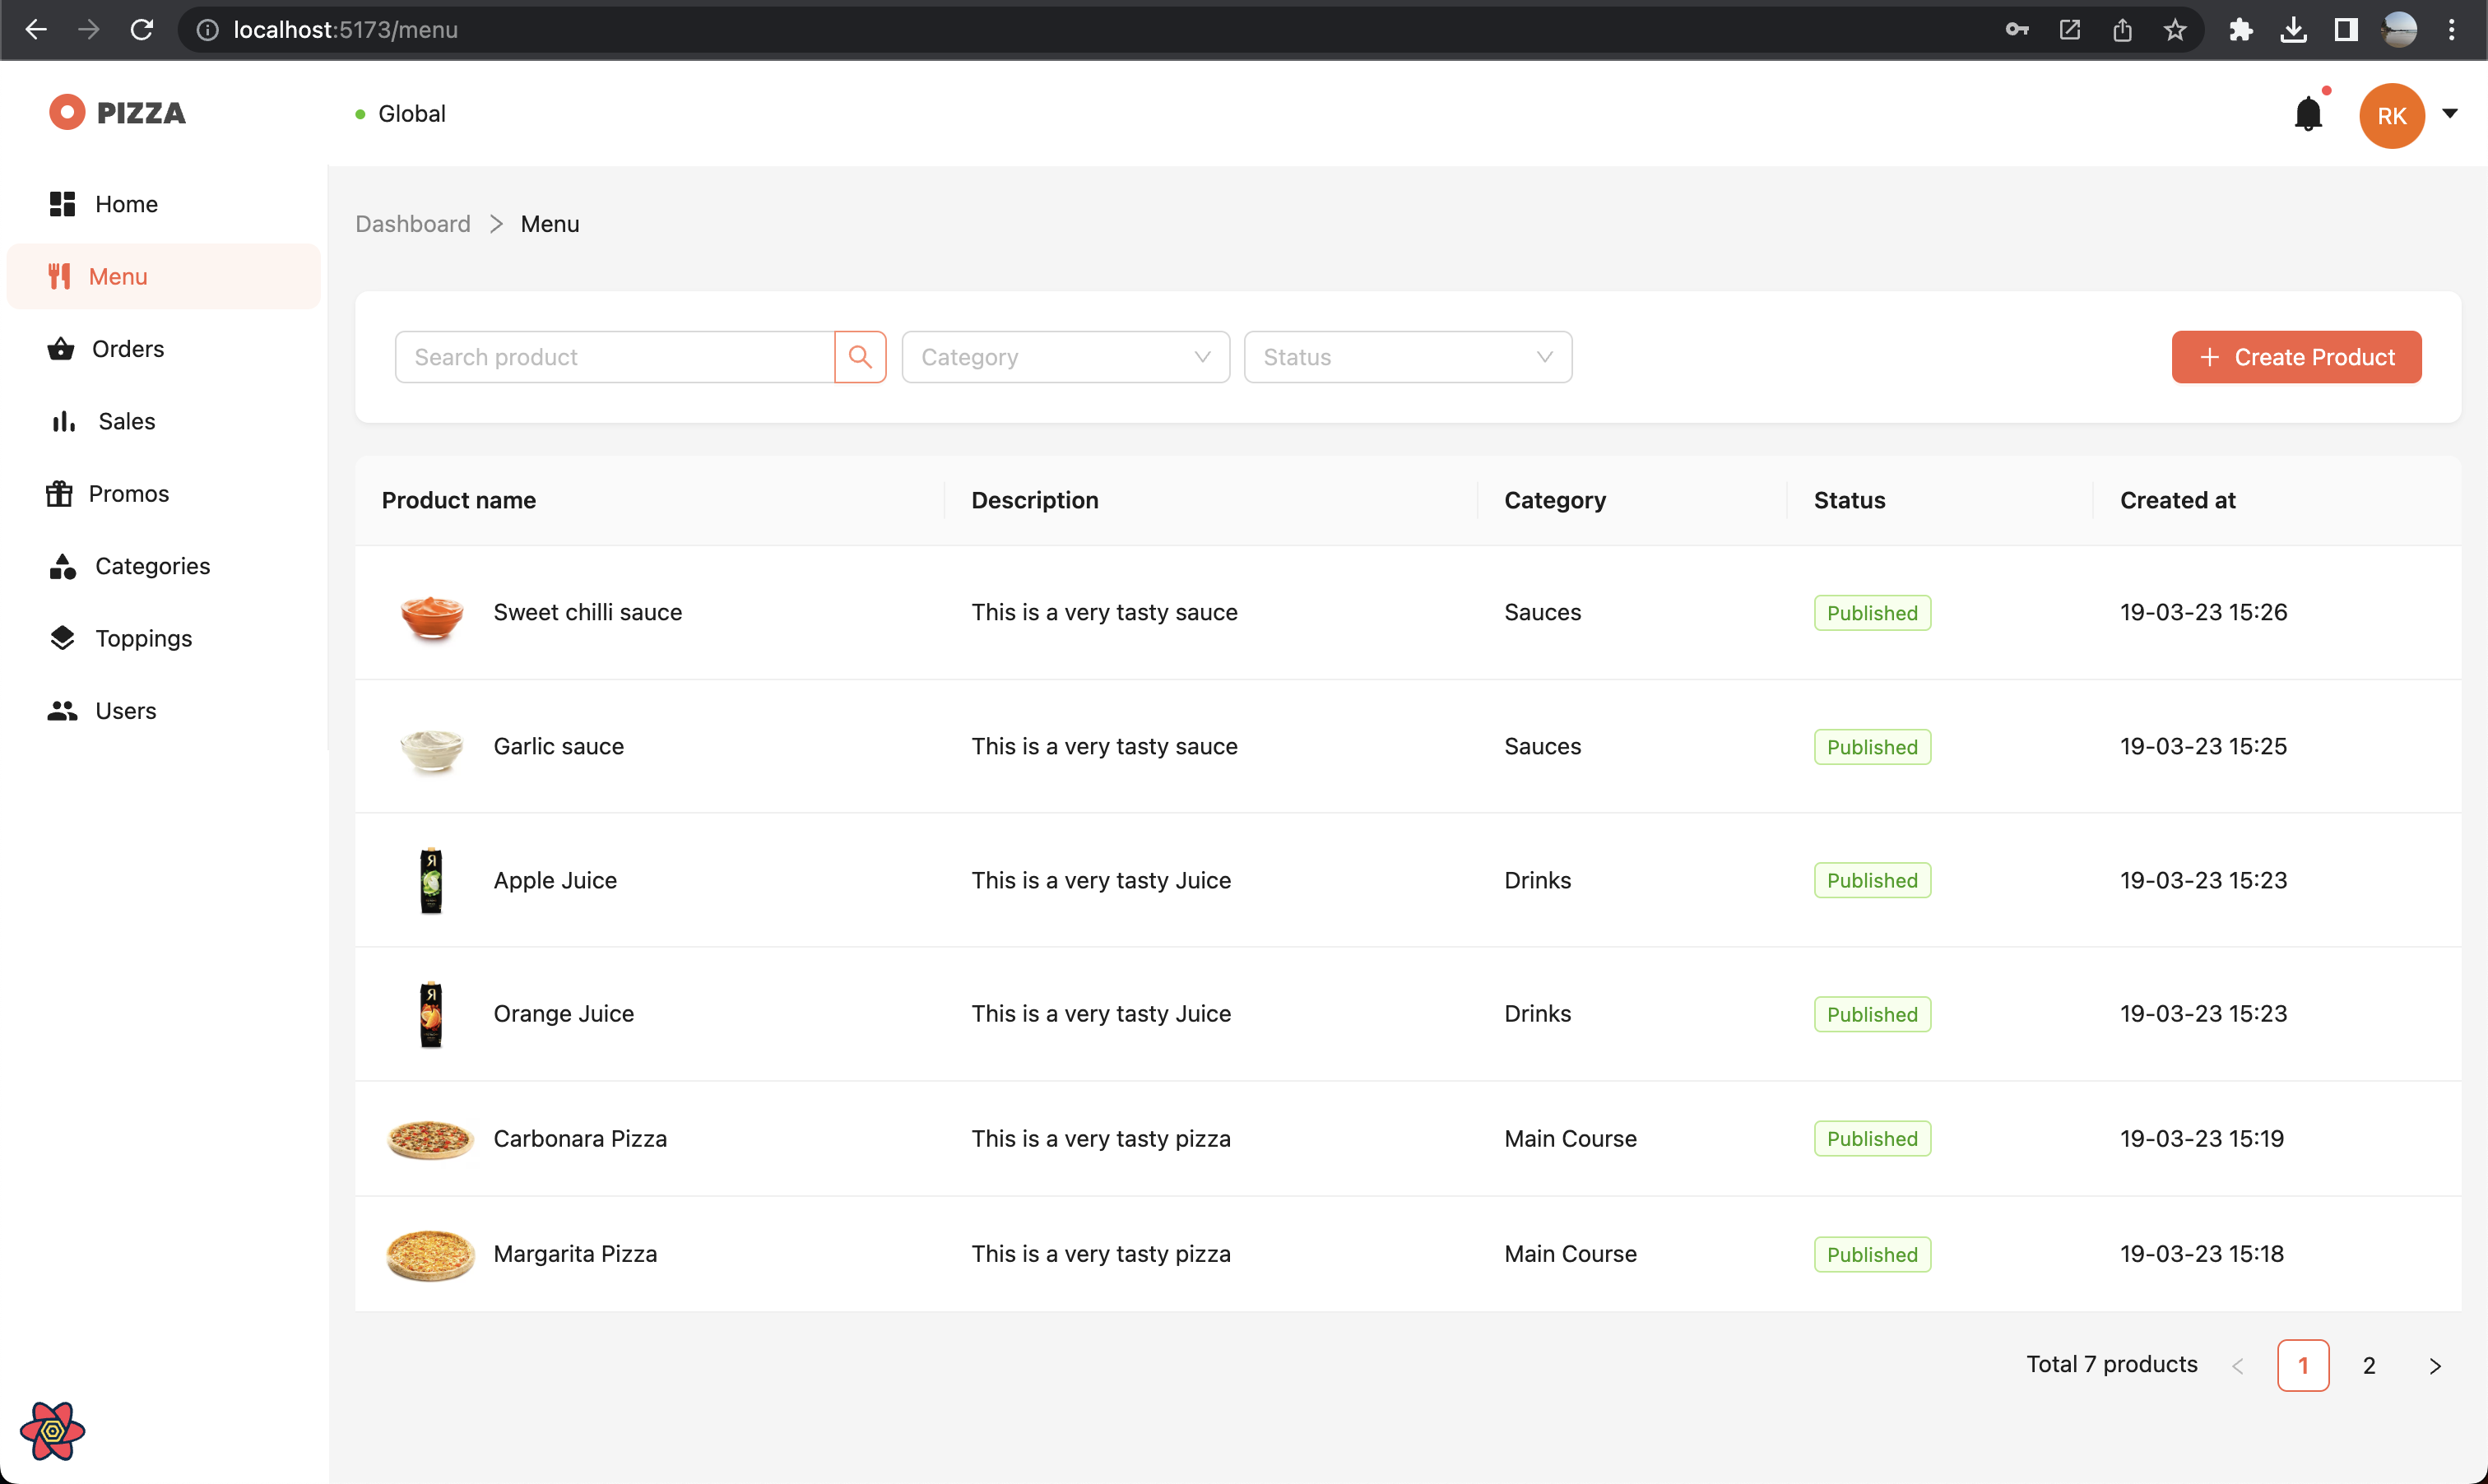 localhost:5173/menu
PIZZA
Global
RK
Home
Menu
Orders
Sales
Promos
Categories
Toppings
Users
Dashboard > Menu
Search product
Category
Status
+ Create Product
Product name Description Category Status Created at
Sweet chilli sauce This is a very tasty sauce Sauces Published 19-03-23 15:26
Garlic sauce This is a very tasty sauce Sauces Published 19-03-23 15:25
Apple Juice This is a very tasty Juice Drinks Published 19-03-23 15:23
Orange Juice This is a very tasty Juice Drinks Published 19-03-23 15:23
Carbonara Pizza This is a very tasty pizza Main Course Published 19-03-23 15:19
Margarita Pizza This is a very tasty pizza Main Course Published 19-03-23 15:18
Total 7 products < 1 2 >